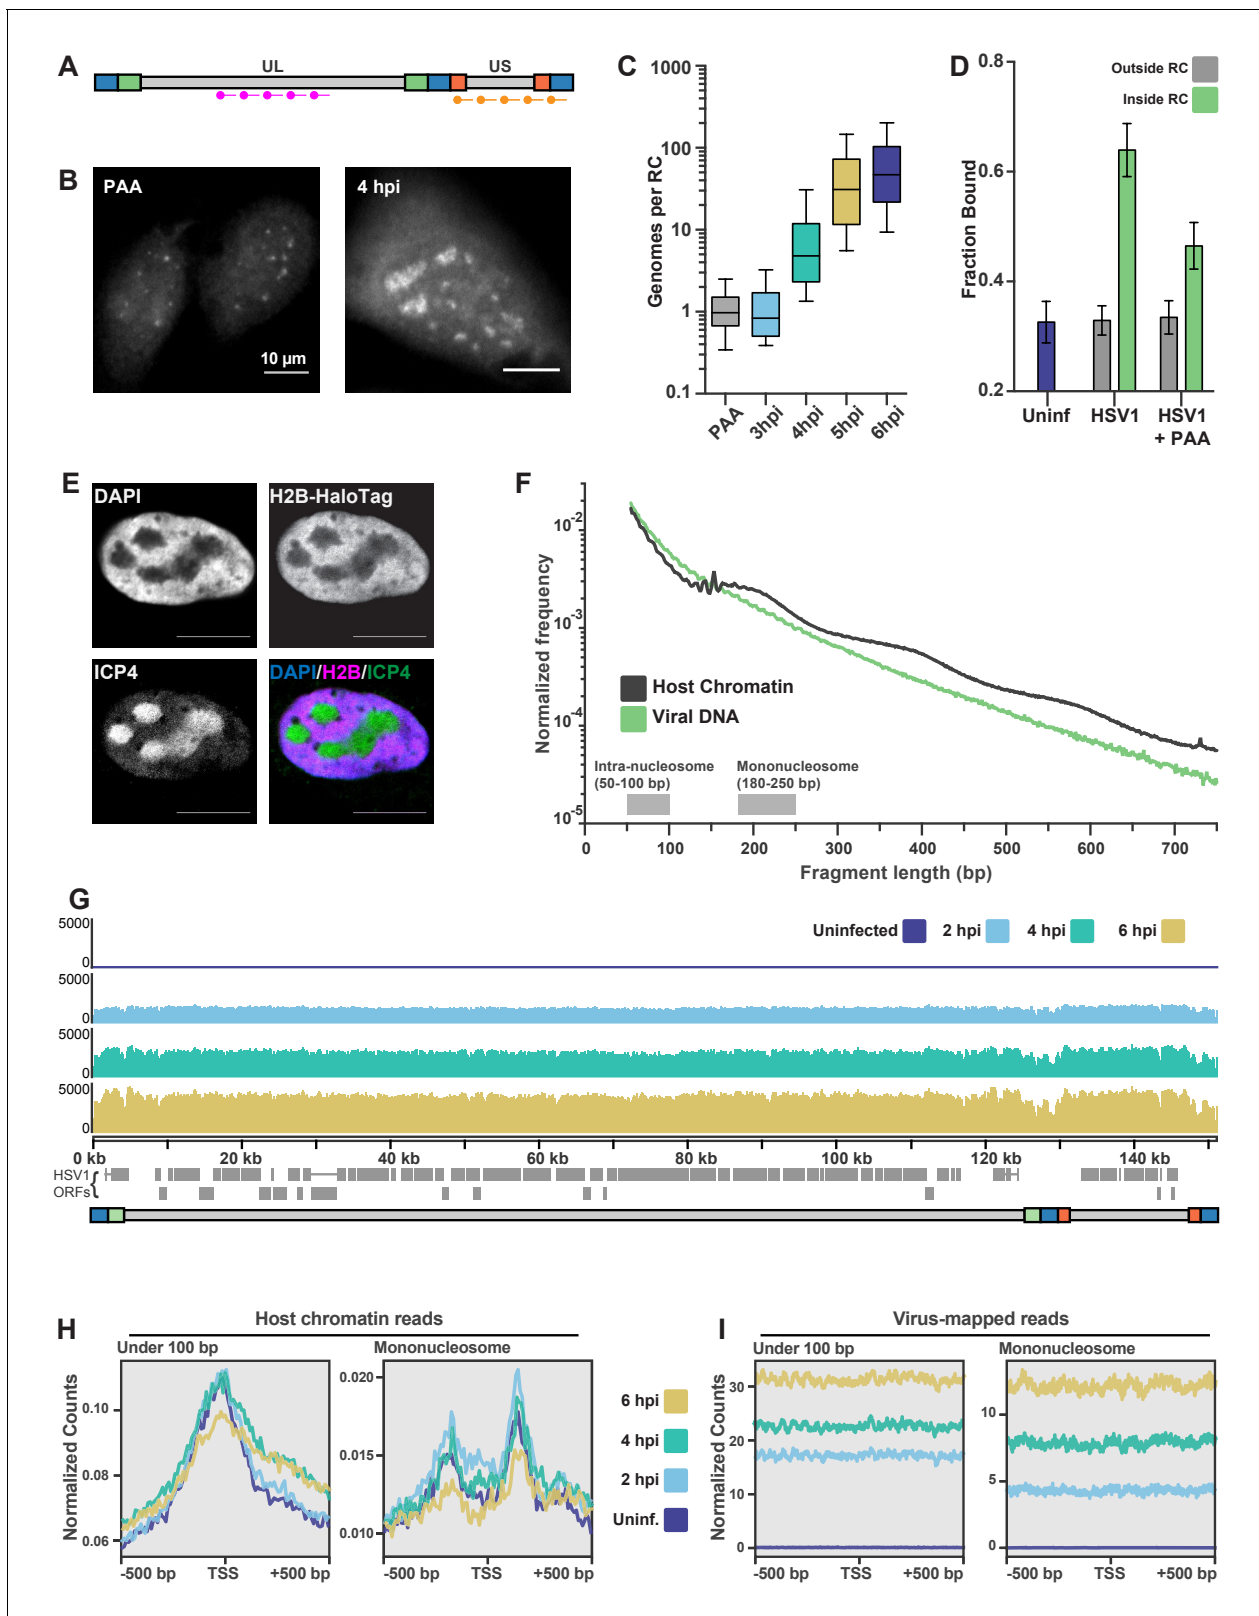 A
UL
US
B
PAA
10 µm
4 hpi
C
Genomes per RC
1000
100
10
1
0.1
PAA
3hpi
4hpi
5hpi
6hpi
D
Outside RC
Inside RC
Fraction Bound
0.8
0.6
0.4
0.2
Uninf
HSV1
HSV1
+ PAA
E
DAPI
H2B-HaloTag
ICP4
DAPI/H2B/ICP4
F
Normalized frequency
10-2
10-3
10-4
10-5
Host Chromatin
Viral DNA
Intra-nucleosome
(50-100 bp)
Mononucleosome
(180-250 bp)
0 100 200 300 400 500 600 700
Fragment length (bp)
G
Uninfected 2 hpi 4 hpi 6 hpi
5000
0
5000
0
5000
0
5000
0
0 kb 20 kb 40 kb 60 kb 80 kb 100 kb 120 kb 140 kb
HSV1
ORFs
{
H
Host chromatin reads
Under 100 bp
Mononucleosome
Normalized Counts
0.10
0.08
0.06
-500 bp TSS +500 bp
0.020
0.015
0.010
-500 bp TSS +500 bp
6 hpi
4 hpi
2 hpi
Uninf.
I
Virus-mapped reads
Under 100 bp
Mononucleosome
Normalized Counts
30
20
10
0
-500 bp TSS +500 bp
10
5
0
-500 bp TSS +500 bp